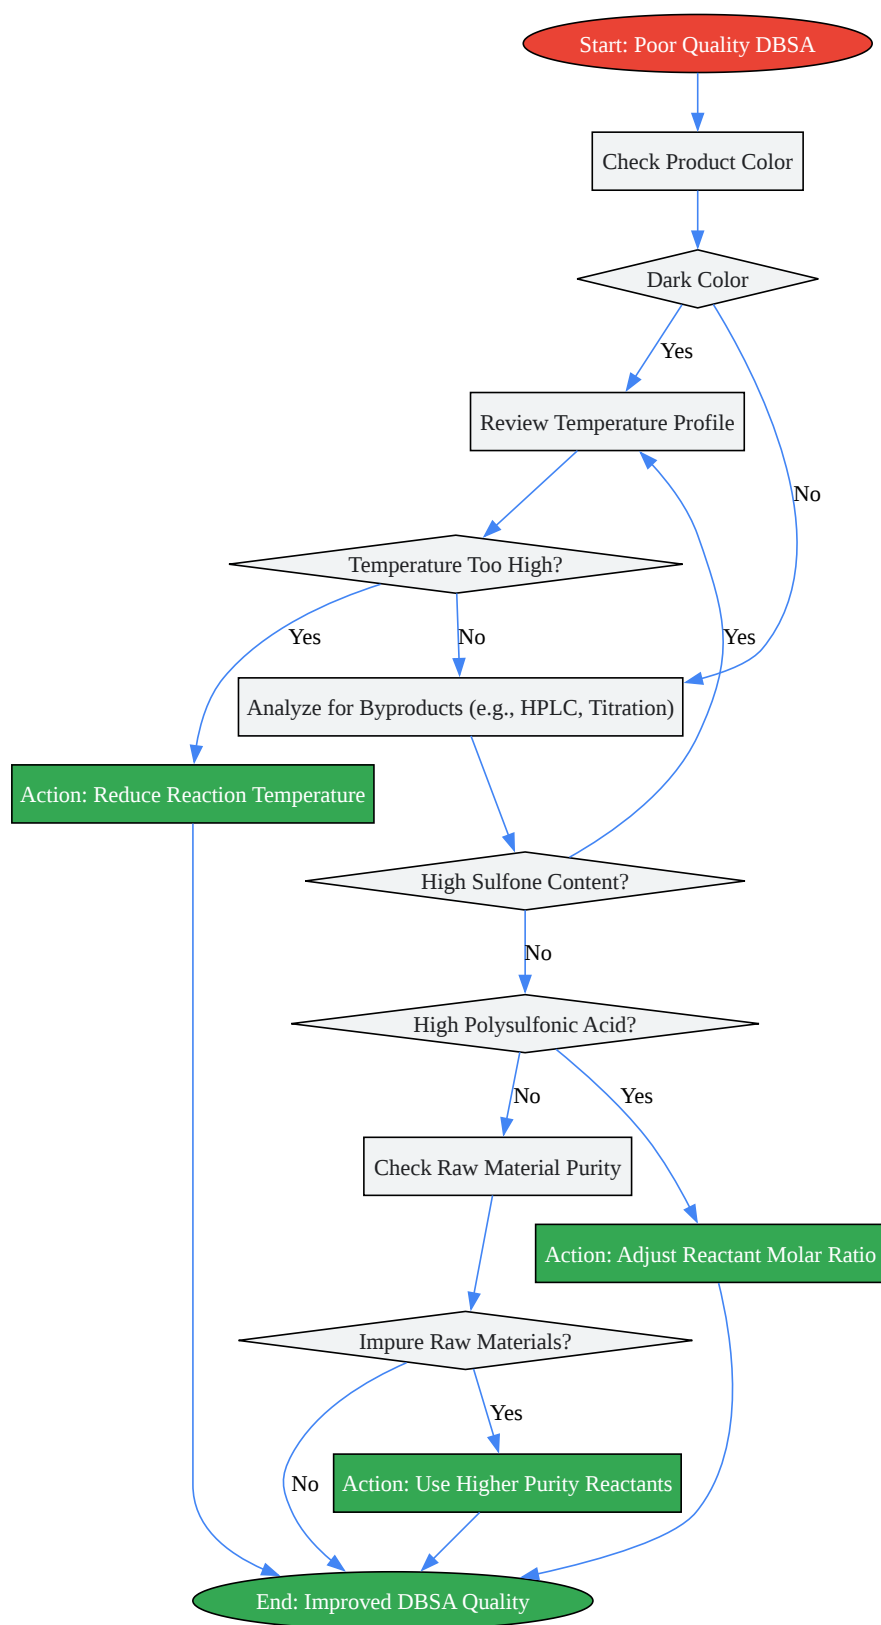 Start: Poor Quality DBSA
Check Product Color
Dark Color
Yes
Review Temperature Profile
No
Temperature Too High?
Yes
No
Yes
Analyze for Byproducts (e.g., HPLC, Titration)
Action: Reduce Reaction Temperature
High Sulfone Content?
No
High Polysulfonic Acid?
No
Yes
Check Raw Material Purity
Action: Adjust Reactant Molar Ratio
Impure Raw Materials?
Yes
No
Action: Use Higher Purity Reactants
End: Improved DBSA Quality